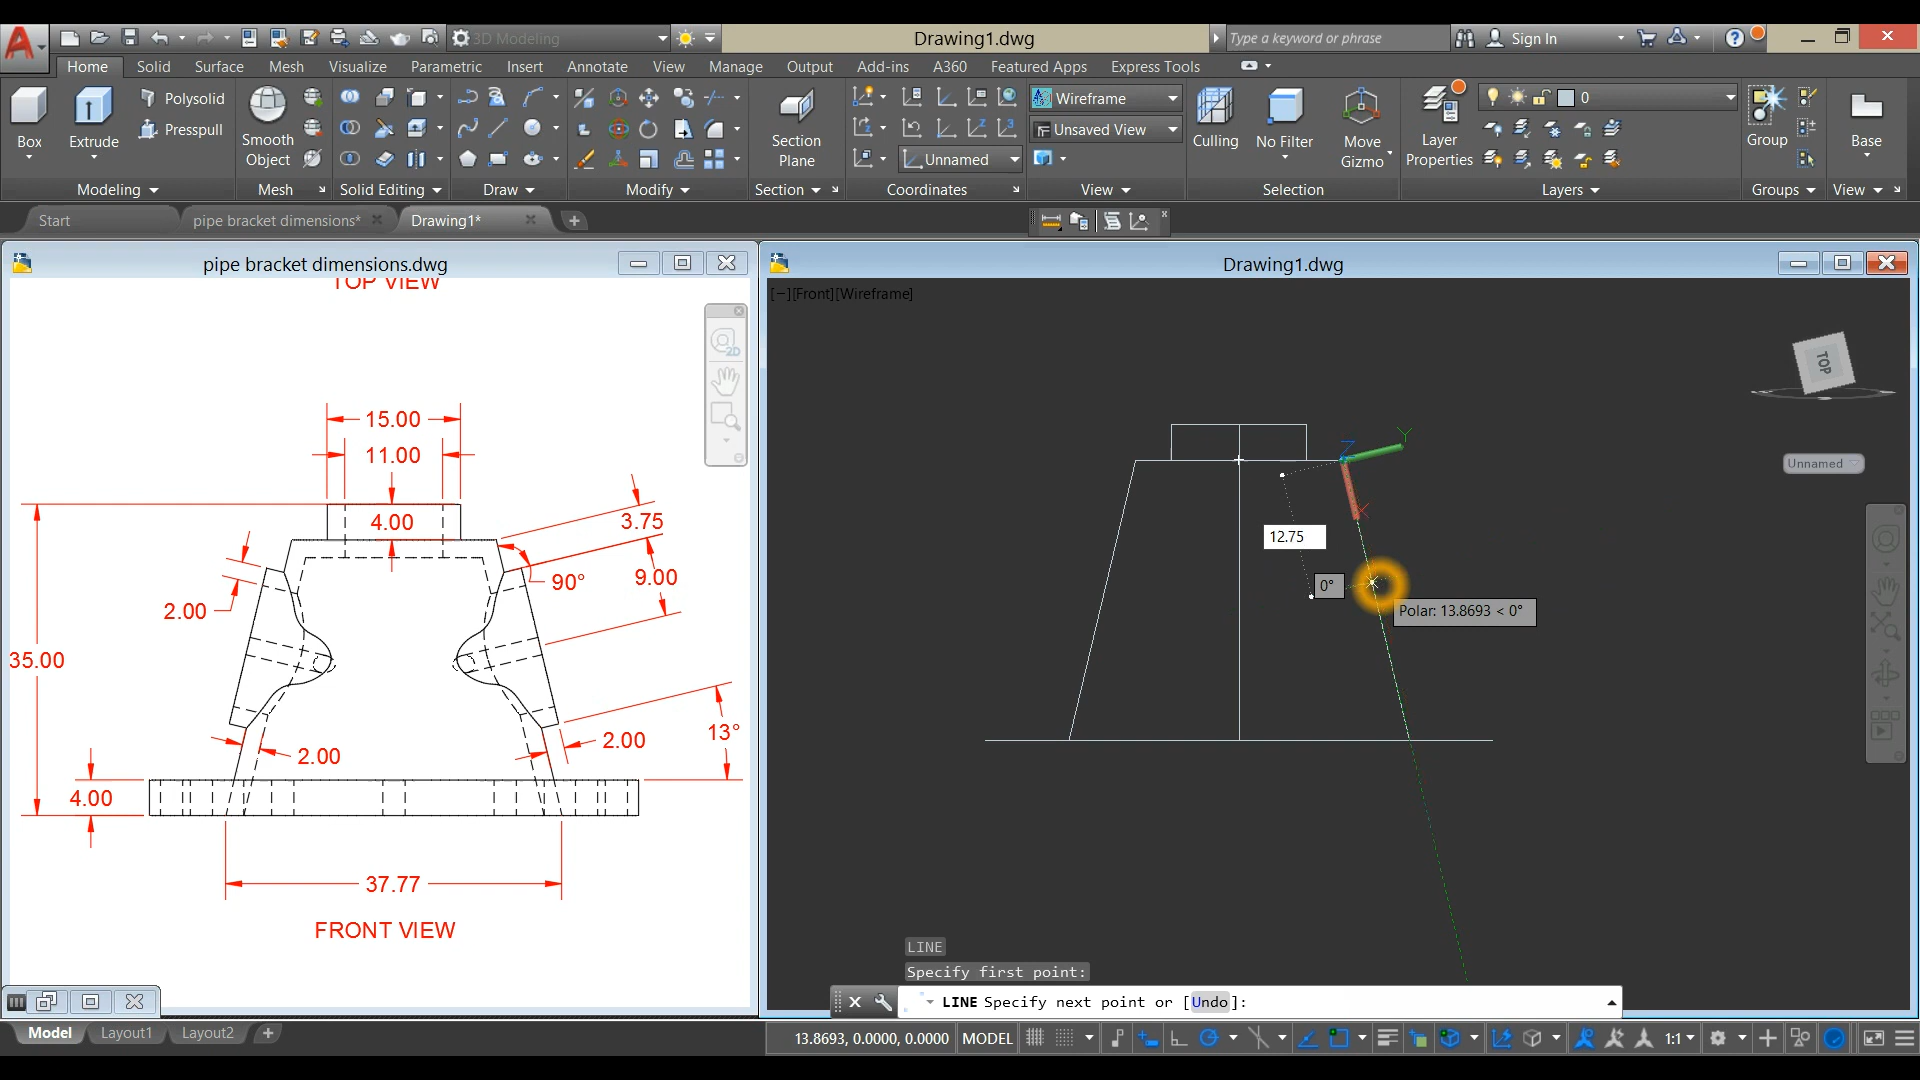 3D Modeling
Drawing1.dwg
Type a keyword or phrase
Sign In
Home Solid Surface Mesh Visualize Parametric Insert Annotate View Manage Output Add-ins A360 Featured Apps Express Tools
Box
Extrude
Polysolid
Presspull
Smooth
Object
Section
Plane
Unnamed
Wireframe
Unsaved View
Culling
No Filter
Move
Gizmo
Layer
Properties
0
Group
Base
Modeling Mesh Solid Editing Draw Modify Section Coordinates View Selection Layers Groups View
Start pipe bracket dimensions* Drawing1*
pipe bracket dimensions.dwg
TOP VIEW
2D
15.00
11.00
4.00
3.75
90°
9.00
2.00
35.00
13°
2.00
2.00
4.00
37.77
FRONT VIEW
Drawing1.dwg
[−][Front][Wireframe]
TOP
Unnamed
Z
Y
X
12.75
0°
Polar: 13.8693 < 0°
LINE
Specify first point:
LINE Specify next point or [Undo]:
Model Layout1 Layout2
13.8693, 0.0000, 0.0000 MODEL 1:1